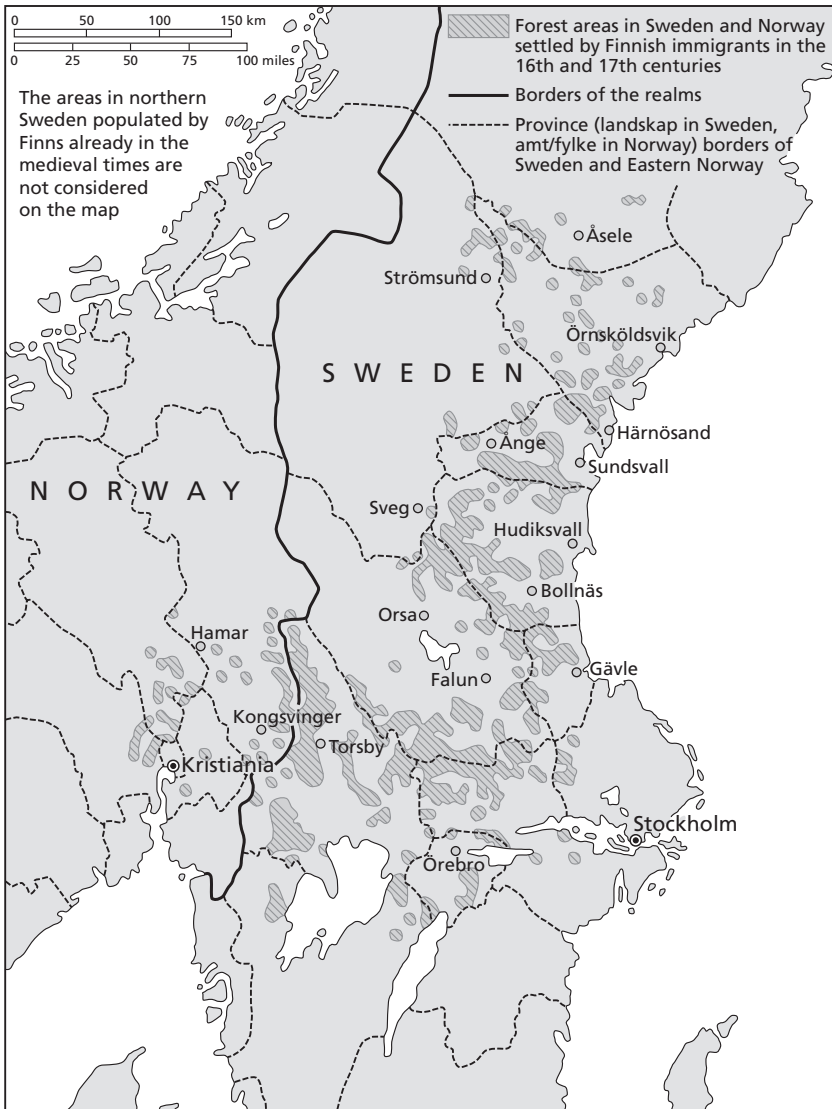 0 50 100 150 km
0 25 50 75 100 miles
The areas in northern
Sweden populated by
Finns already in the
medieval times are
not considered
on the map
Forest areas in Sweden and Norway
settled by Finnish immigrants in the
16th and 17th centuries
Borders of the realms
Province (landskap in Sweden,
amt/fylke in Norway) borders of
Sweden and Eastern Norway
Åsele
Strömsund
Örnsköldsvik
SWEDEN
Härnösand
Ånge
Sundsvall
NORWAY
Sveg
Hudiksvall
Bollnäs
Orsa
Hamar
Falun
Gävle
Kongsvinger
Torsby
Kristiania
Stockholm
Örebro